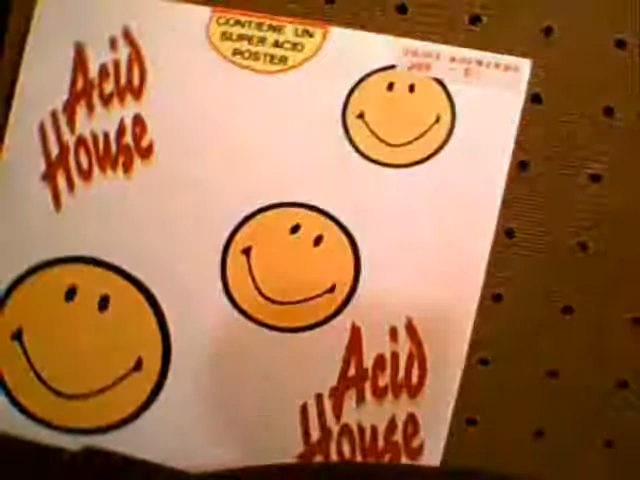 Acid
House
CONTIENE UN
SUPER ACID
POSTER
Acid
House